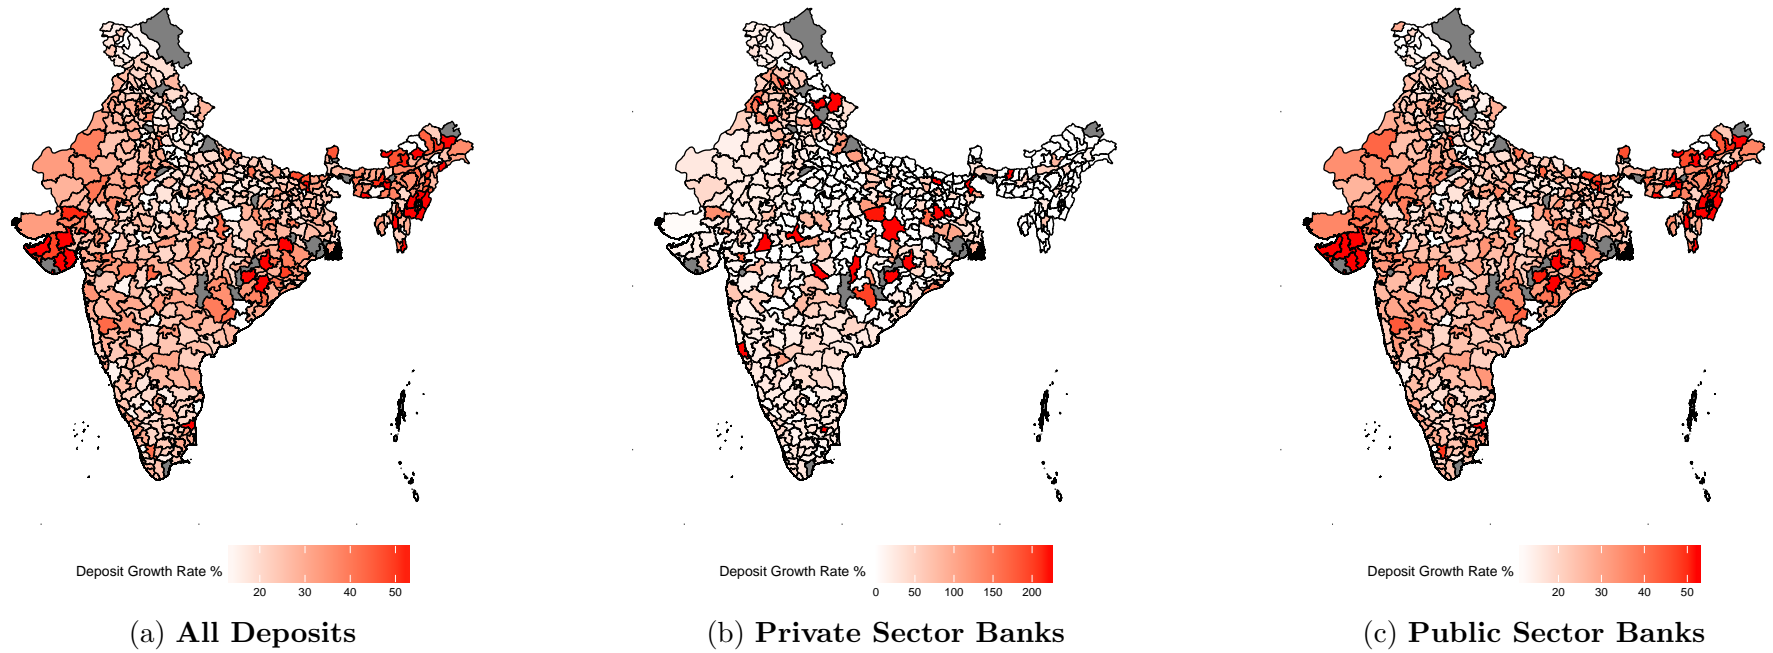 Deposit Growth Rate %
20 30 40 50
(a) All Deposits
Deposit Growth Rate %
0 50 100 150 200
(b) Private Sector Banks
Deposit Growth Rate %
20 30 40 50
(c) Public Sector Banks